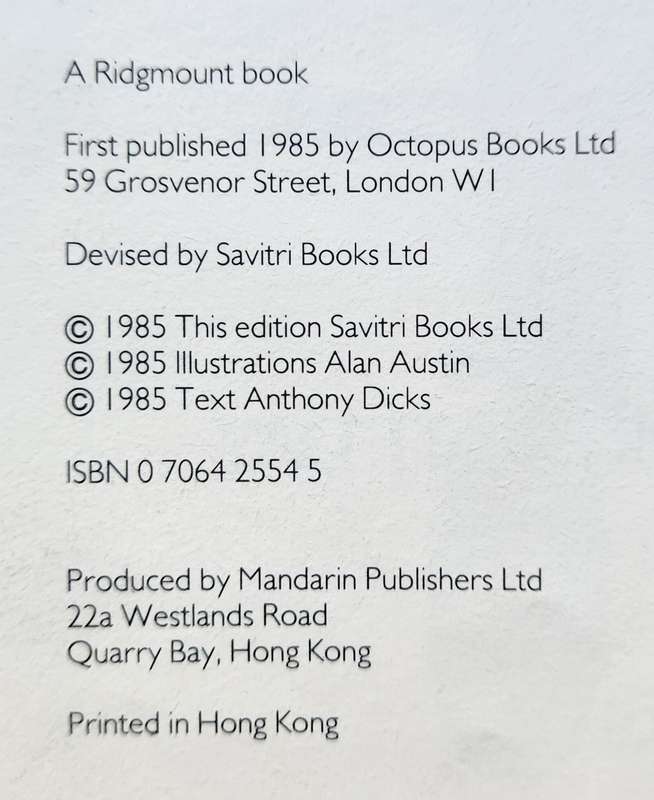 A Ridgmount book
First published 1985 by Octopus Books Ltd
59 Grosvenor Street, London W1
Devised by Savitri Books Ltd
© 1985 This edition Savitri Books Ltd
© 1985 Illustrations Alan Austin
© 1985 Text Anthony Dicks
ISBN 0 7064 2554 5
Produced by Mandarin Publishers Ltd
22a Westlands Road
Quarry Bay, Hong Kong
Printed in Hong Kong